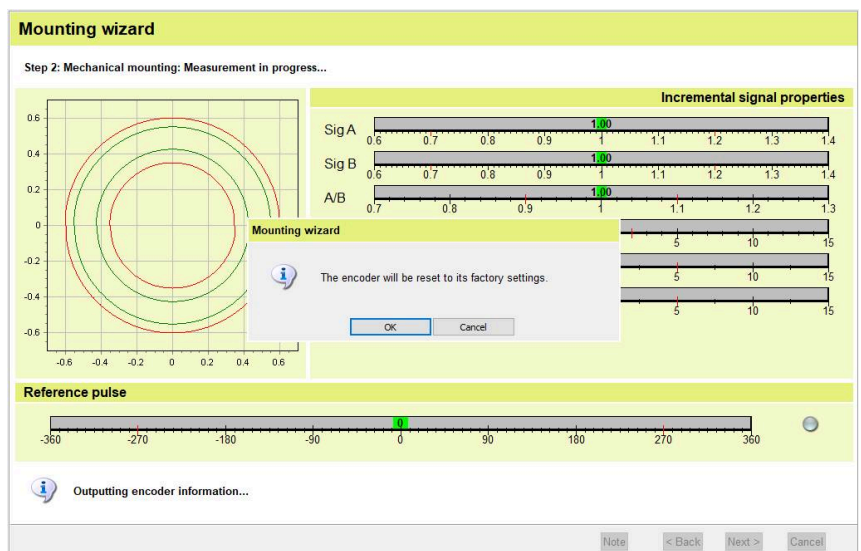 Mounting wizard
Step 2: Mechanical mounting: Measurement in progress...
Incremental signal properties
0.6
0.4
0.2
0
-0.2
-0.4
-0.6
-0.6 -0.4 -0.2 0 0.2 0.4 0.6
Sig A 1.00
0.6 0.7 0.8 0.9 1 1.1 1.2 1.3 1.4
Sig B 1.00
0.6 0.7 0.8 0.9 1 1.1 1.2 1.3 1.4
A/B 1.00
0.7 0.8 0.9 1 1.1 1.2 1.3
5 10 15
5 10 15
5 10 15
Mounting wizard
The encoder will be reset to its factory settings.
OK Cancel
Reference pulse
0
-360 -270 -180 -90 0 90 180 270 360
Outputting encoder information...
Note < Back Next > Cancel